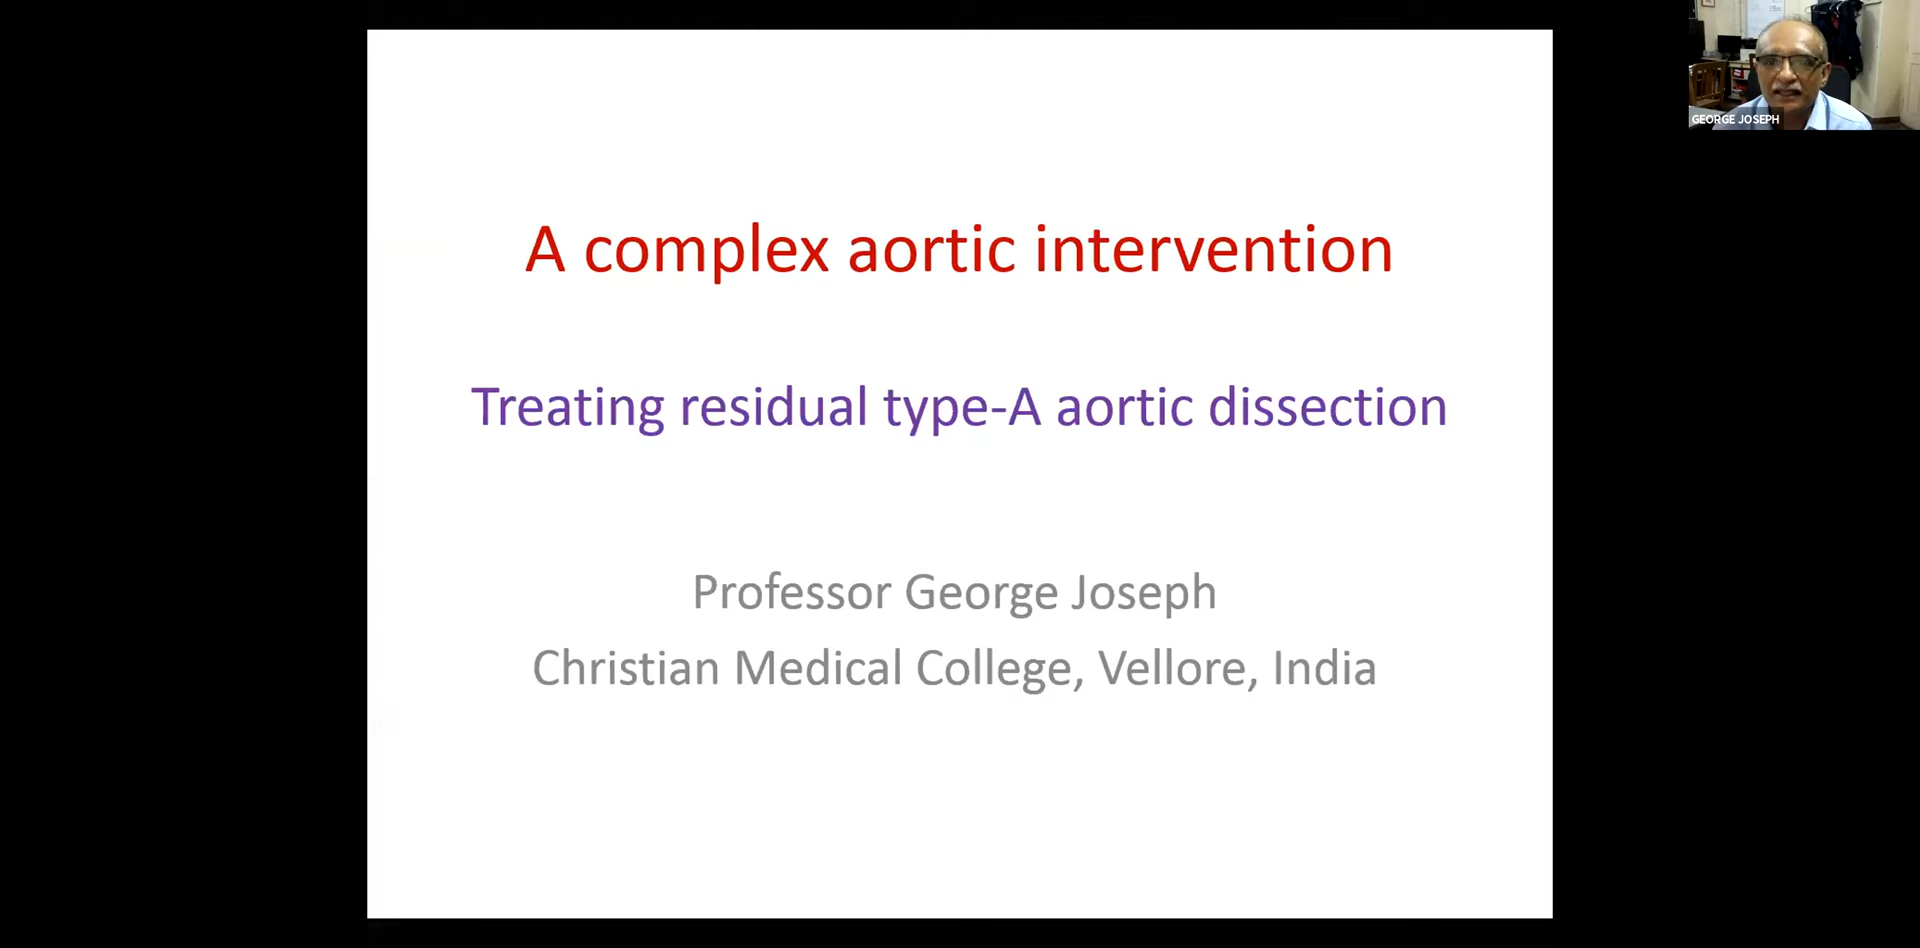 A complex aortic intervention
Treating residual type-A aortic dissection
Professor George Joseph
Christian Medical College, Vellore, India
GEORGE JOSEPH